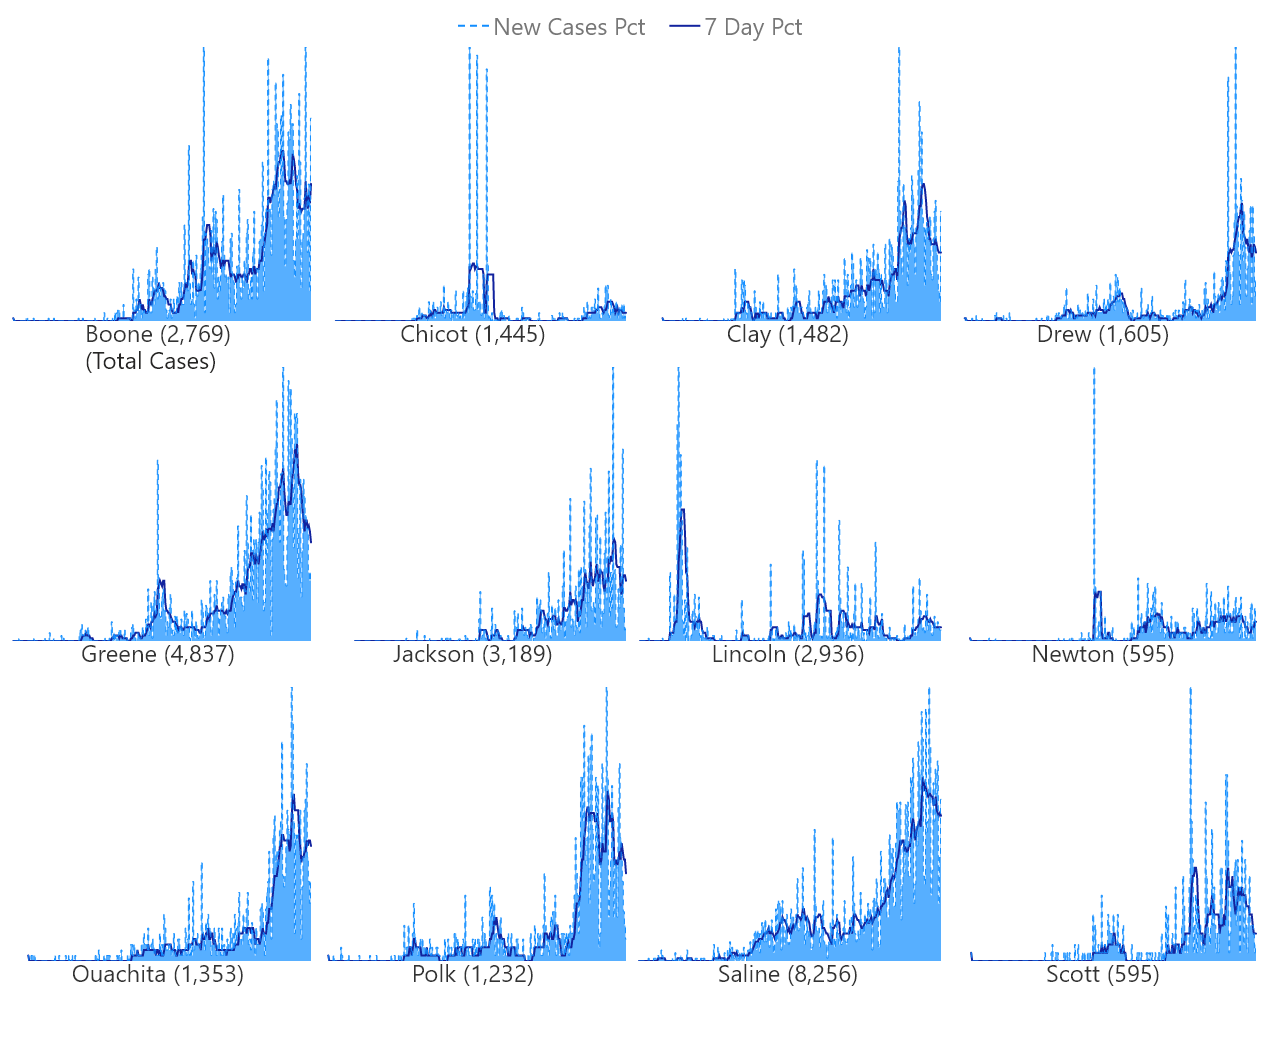 New Cases Pct 7 Day Pct
Boone (2,769) Chicot (1,445) Clay (1,482) Drew (1,605)
(Total Cases)
Greene (4,837) Jackson (3,189) Lincoln (2,936) Newton (595)
Ouachita (1,353) Polk (1,232) Saline (8,256) Scott (595)